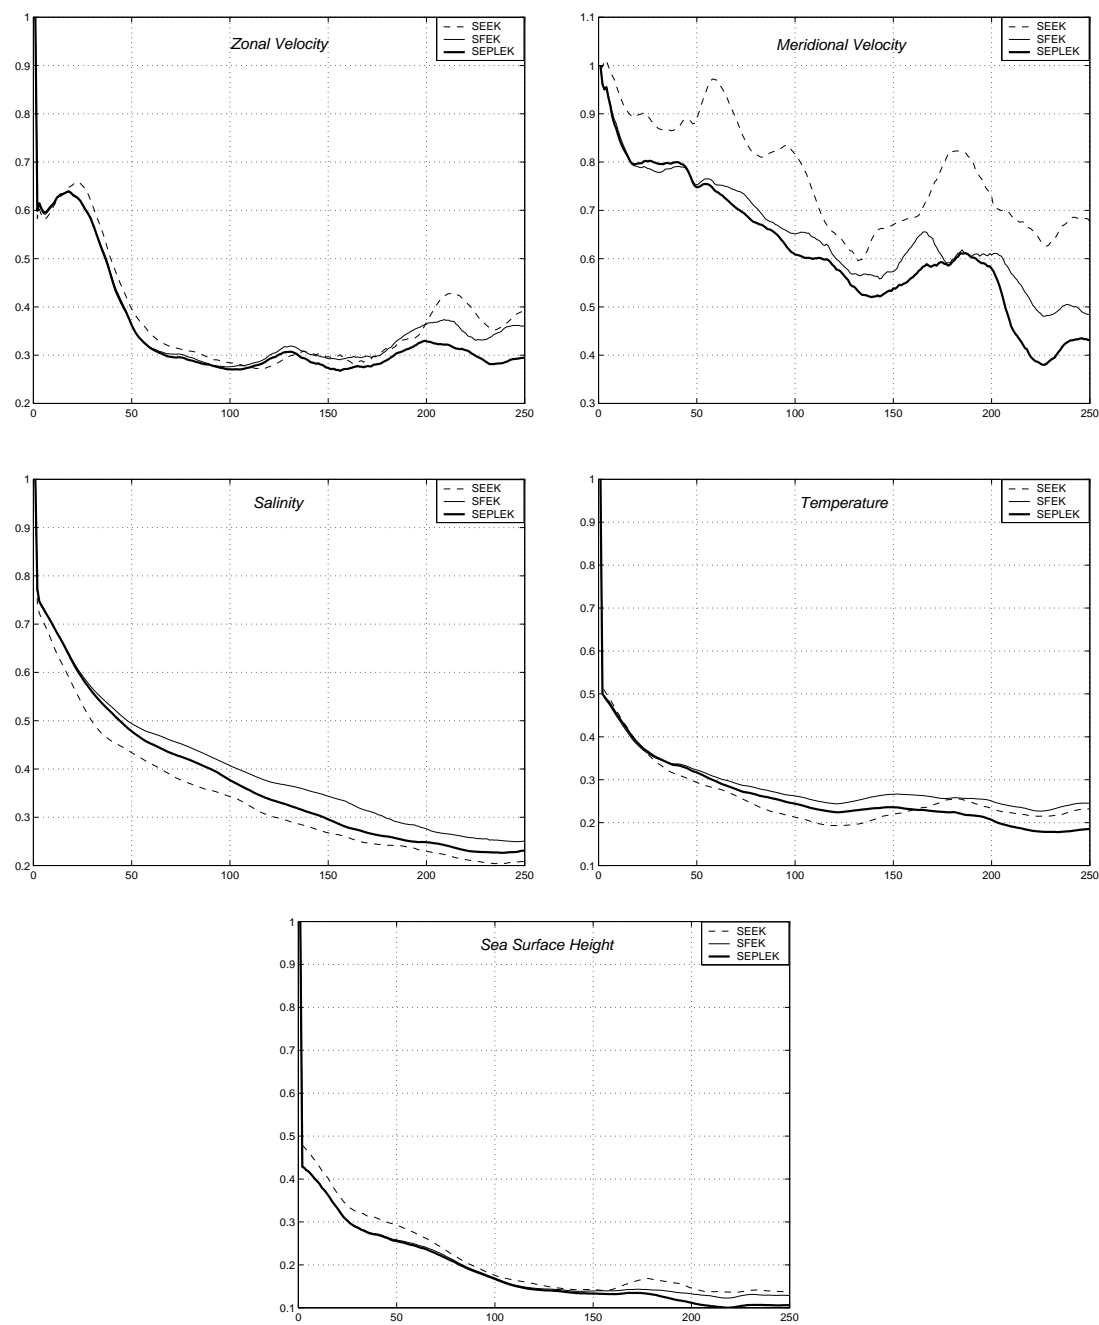 Zonal Velocity
SEEK
SFEK
SEPLEK
1
0.9
0.8
0.7
0.6
0.5
0.4
0.3
0.2
0 50 100 150 200 250
Meridional Velocity
SEEK
SFEK
SEPLEK
1.1
1
0.9
0.8
0.7
0.6
0.5
0.4
0.3
0 50 100 150 200 250
Salinity
SEEK
SFEK
SEPLEK
1
0.9
0.8
0.7
0.6
0.5
0.4
0.3
0.2
0 50 100 150 200 250
Temperature
SEEK
SFEK
SEPLEK
1
0.9
0.8
0.7
0.6
0.5
0.4
0.3
0.2
0.1
0 50 100 150 200 250
Sea Surface Height
SEEK
SFEK
SEPLEK
1
0.9
0.8
0.7
0.6
0.5
0.4
0.3
0.2
0.1
0 50 100 150 200 250